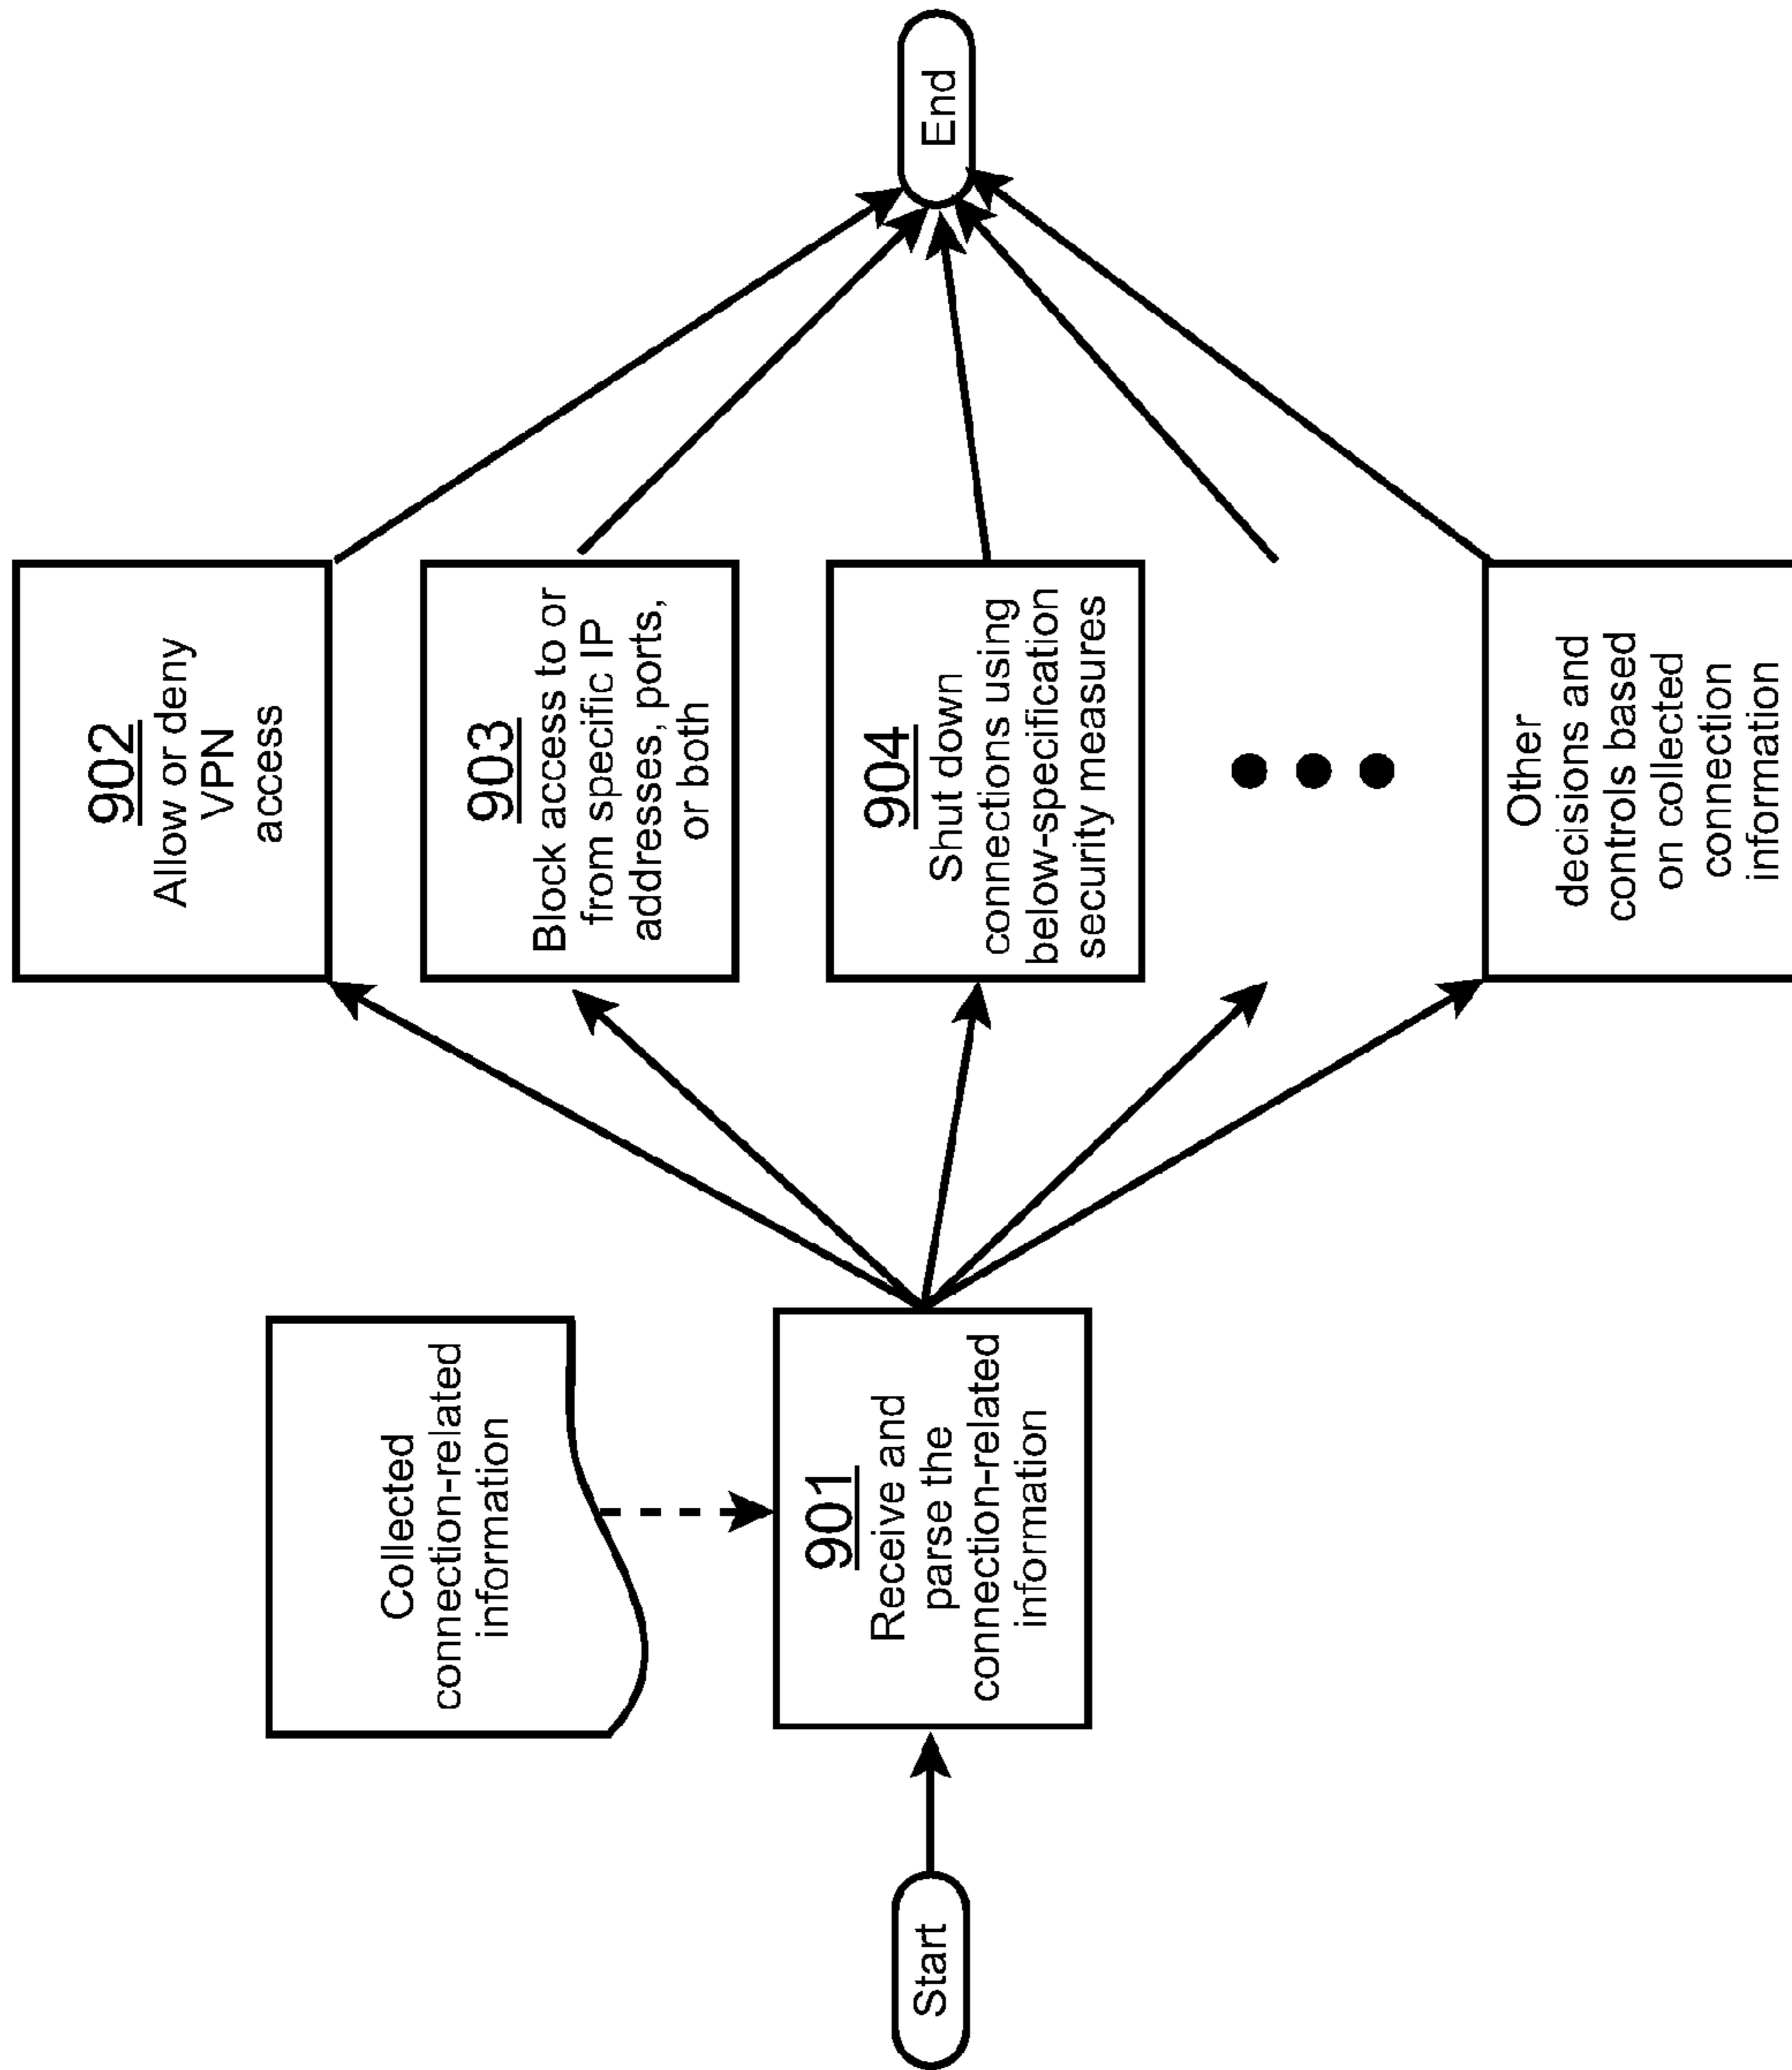 Start
Collected
connection-related
information
901
Receive and
parse the
connection-related
information
902
Allow or deny
VPN
access
903
Block access to or
from specific IP
addresses, ports,
or both
904
Shut down
connections using
below-specification
security measures
Other
decisions and
controls based
on collected
connection
information
End